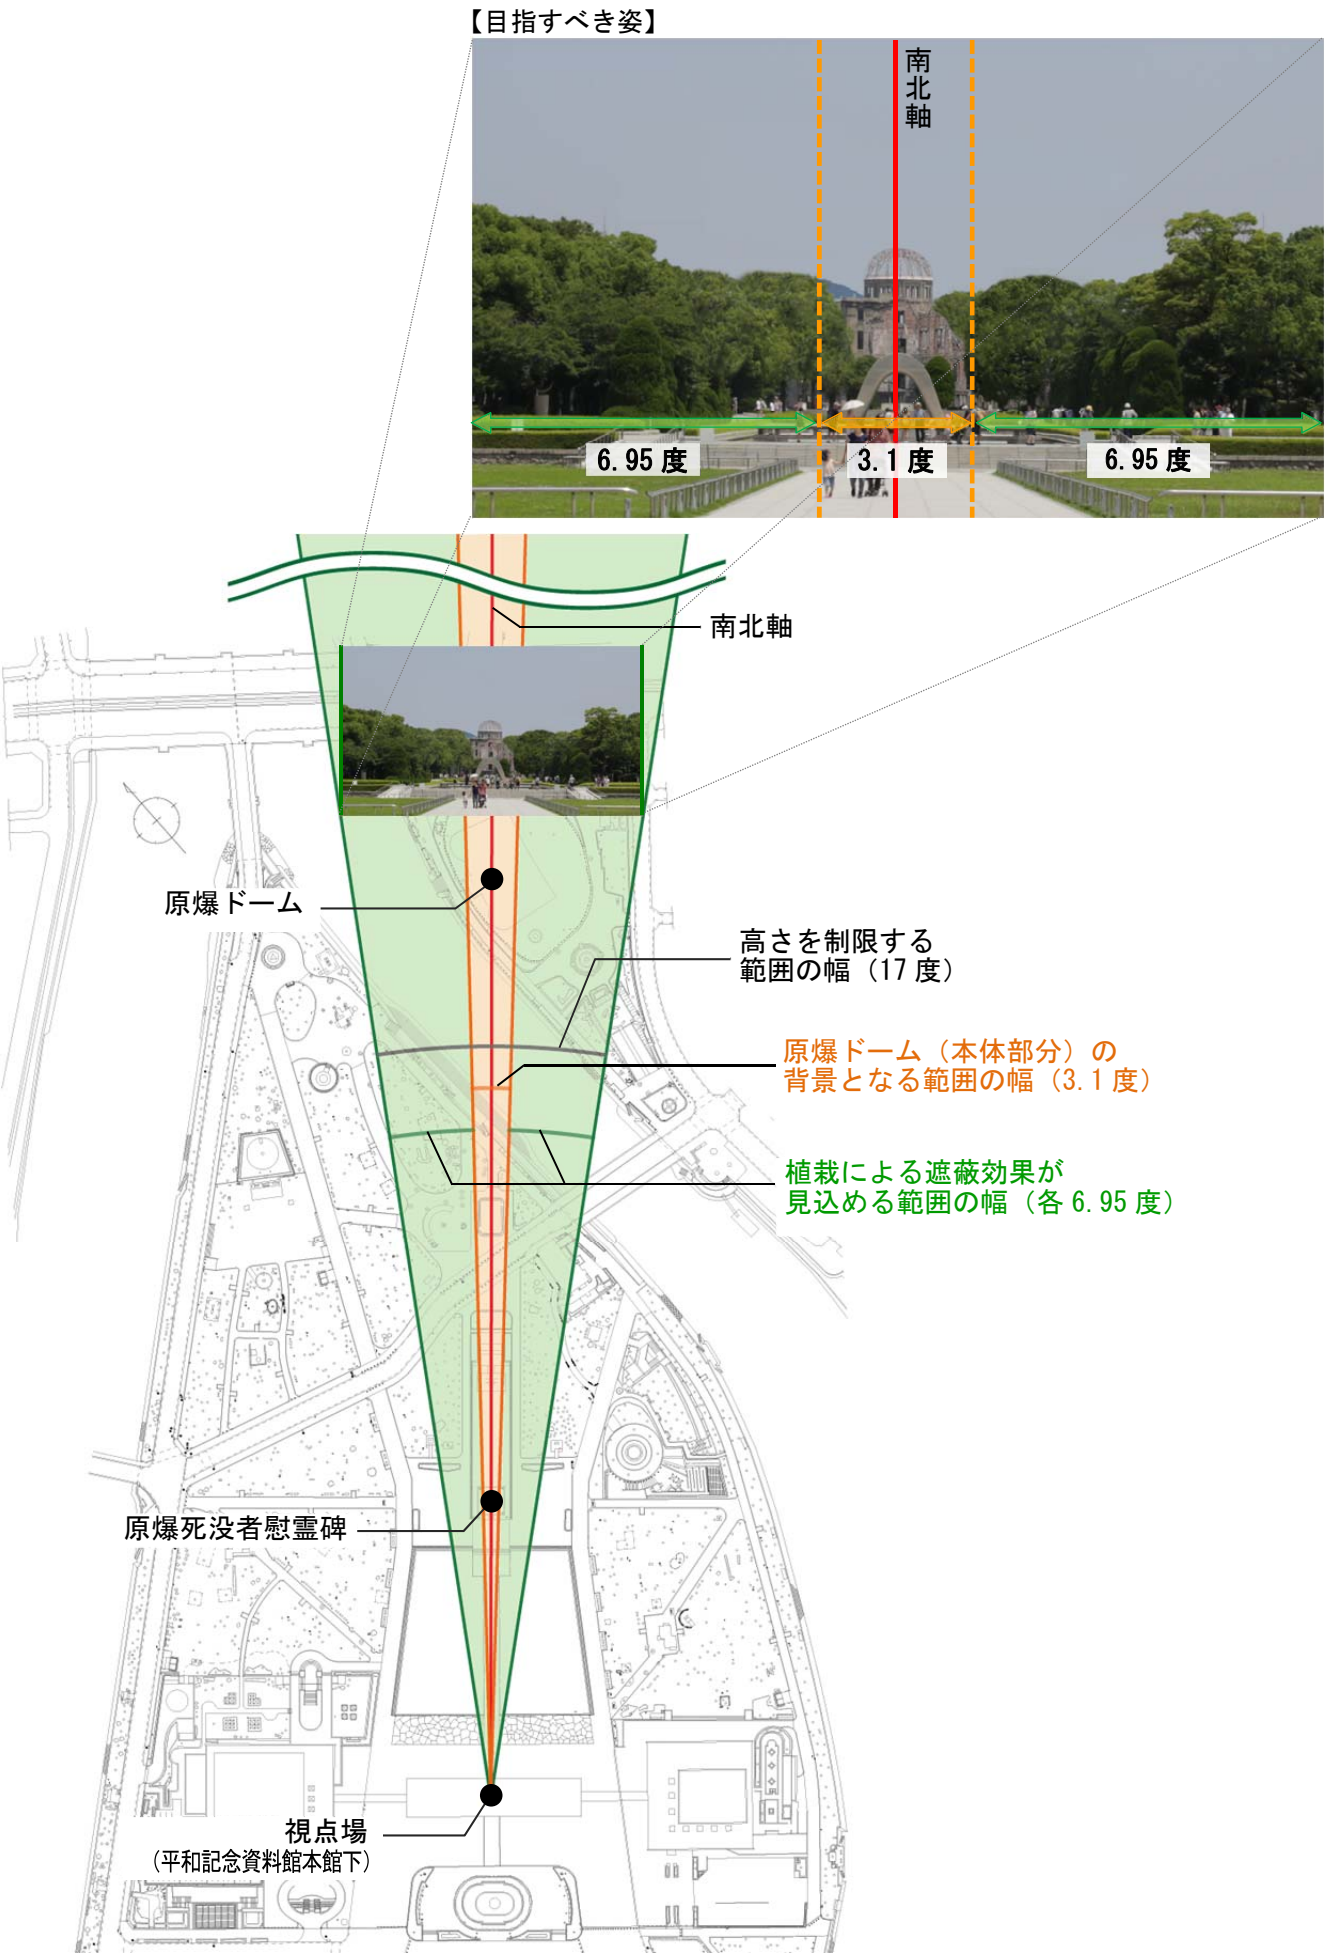 【目指すべき姿】
南北軸
6.95 度
3.1 度
6.95 度
南北軸
原爆ドーム
高さを制限する
範囲の幅（17 度）
原爆ドーム（本体部分）の
背景となる範囲の幅（3.1 度）
植栽による遮蔽効果が
見込める範囲の幅（各 6.95 度）
原爆死没者慰霊碑
視点場
（平和記念資料館本館下）